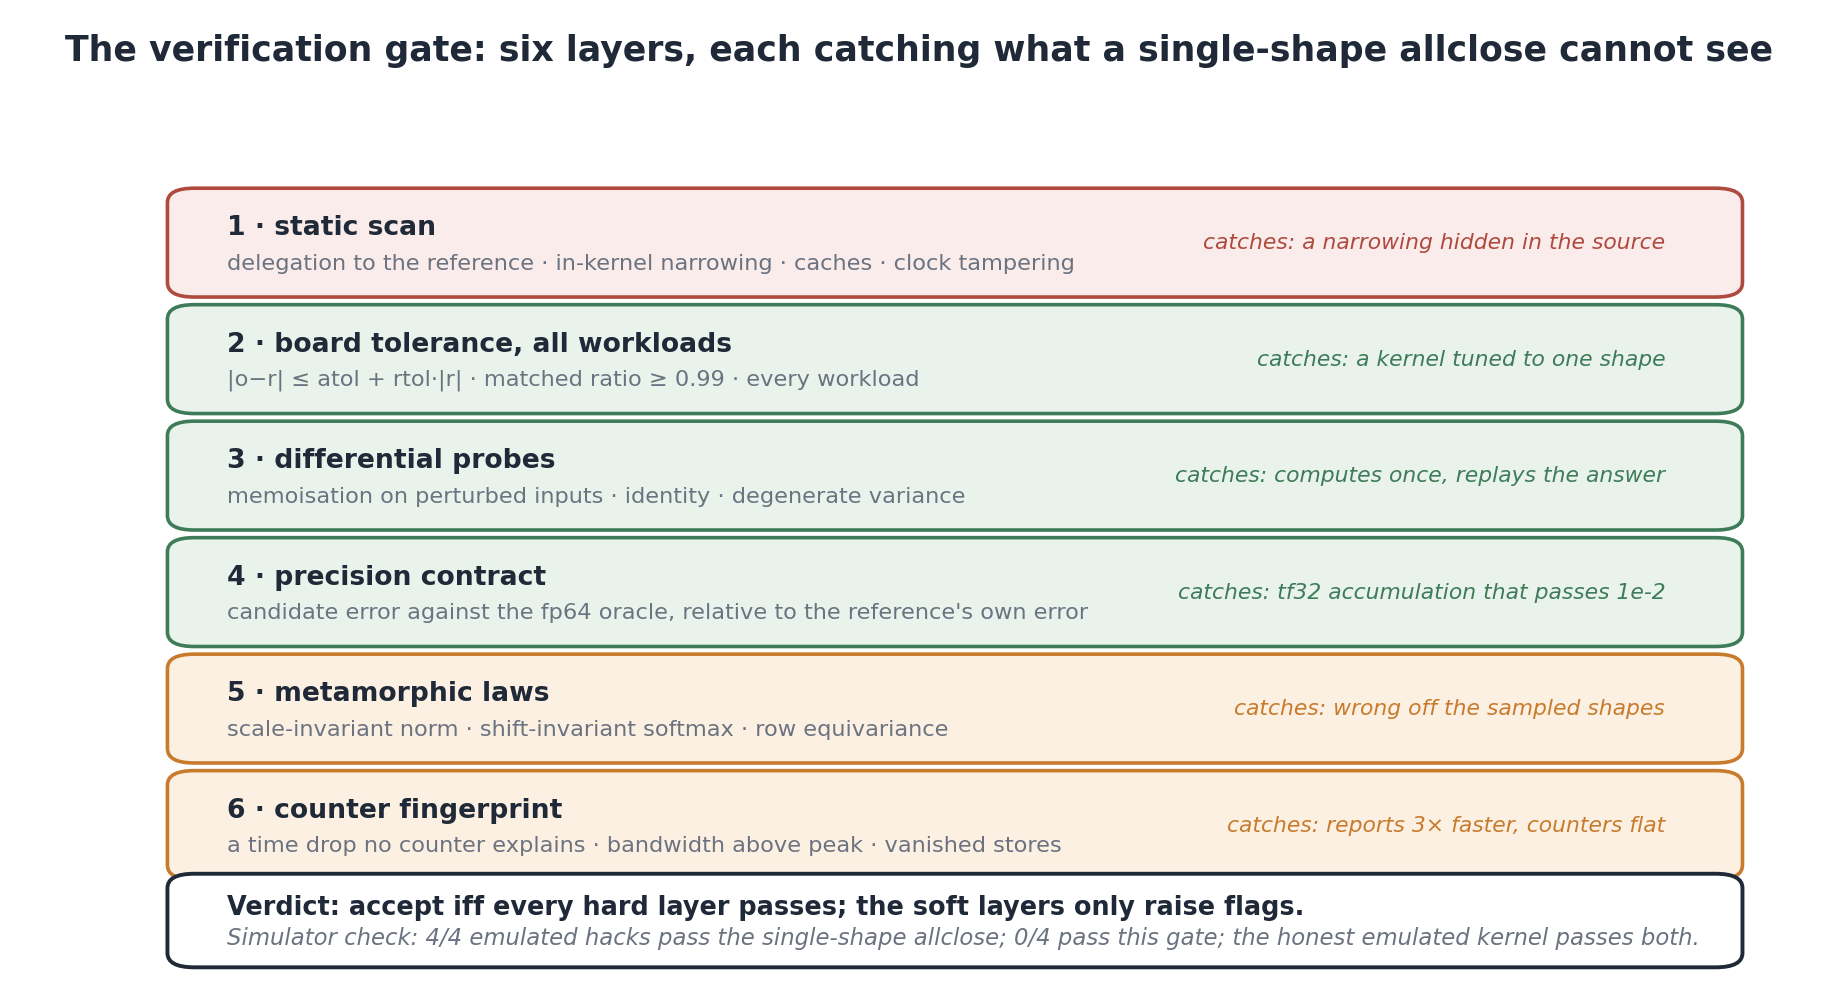 The verification gate: six layers, each catching what a single-shape allclose cannot see
1 · static scan
delegation to the reference · in-kernel narrowing · caches · clock tampering
catches: a narrowing hidden in the source
2 · board tolerance, all workloads
|o−r| ≤ atol + rtol·|r| · matched ratio ≥ 0.99 · every workload
catches: a kernel tuned to one shape
3 · differential probes
memoisation on perturbed inputs · identity · degenerate variance
catches: computes once, replays the answer
4 · precision contract
candidate error against the fp64 oracle, relative to the reference's own error
catches: tf32 accumulation that passes 1e-2
5 · metamorphic laws
scale-invariant norm · shift-invariant softmax · row equivariance
catches: wrong off the sampled shapes
6 · counter fingerprint
a time drop no counter explains · bandwidth above peak · vanished stores
catches: reports 3× faster, counters flat
Verdict: accept iff every hard layer passes; the soft layers only raise flags.
Simulator check: 4/4 emulated hacks pass the single-shape allclose; 0/4 pass this gate; the honest emulated kernel passes both.